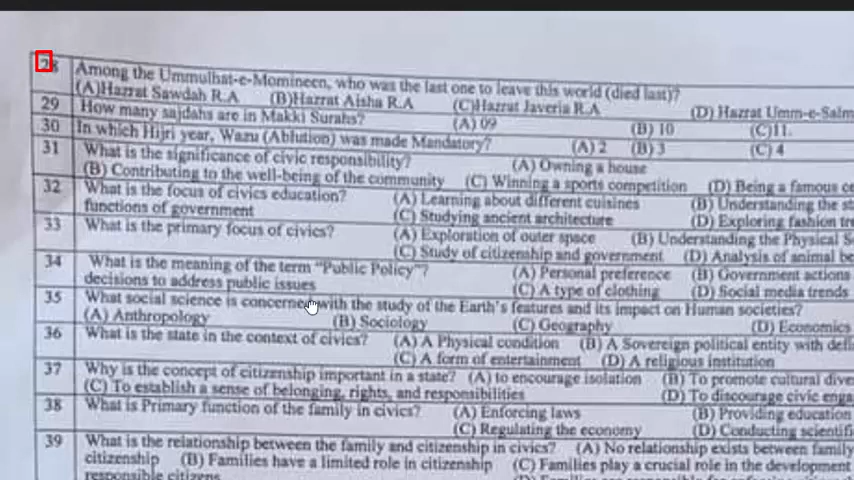 28 Among the Ummulhat-e-Momineen, who was the last one to leave this world (died last)?
(A)Hazrat Sawdah R.A (B)Hazrat Aisha R.A (C)Hazrat Javeria R.A (D) Hazrat Umm-e-Salm
29 How many sajdahs are in Makki Surahs? (A) 09 (B) 10 (C)11.
30 In which Hijri year, Wazu (Ablution) was made Mandatory? (A) 2 (B) 3 (C) 4
31 What is the significance of civic responsibility? (A) Owning a house
(B) Contributing to the well-being of the community (C) Winning a sports competition (D) Being a famous ce
32 What is the focus of civics education? (A) Learning about different cuisines (B) Understanding the st
functions of government (C) Studying ancient architecture (D) Exploring fashion tre
33 What is the primary focus of civics? (A) Exploration of outer space (B) Understanding the Physical S
(C) Study of citizenship and government (D) Analysis of animal be
34 What is the meaning of the term "Public Policy"? (A) Personal preference (B) Government actions
decisions to address public issues (C) A type of clothing (D) Social media trends
35 What social science is concerned with the study of the Earth's features and its impact on Human societies?
(A) Anthropology (B) Sociology (C) Geography (D) Economics
36 What is the state in the context of civics? (A) A Physical condition (B) A Sovereign political entity with defi
(C) A form of entertainment (D) A religious institution
37 Why is the concept of citizenship important in a state? (A) to encourage isolation (B) To promote cultural dive
(C) To establish a sense of belonging, rights, and responsibilities (D) To discourage civic enga
38 What is Primary function of the family in civics? (A) Enforcing laws (B) Providing education
(C) Regulating the economy (D) Conducting scientifi
39 What is the relationship between the family and citizenship in civics? (A) No relationship exists between family
citizenship (B) Families have a limited role in citizenship (C) Families play a crucial role in the development
responsible citizens